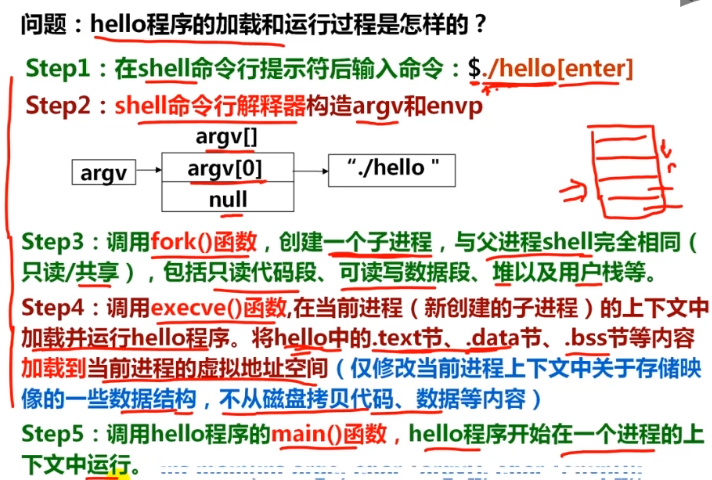 问题：hello程序的加载和运行过程是怎样的？
Step1：在shell命令行提示符后输入命令：$./hello[enter]
Step2：shell命令行解释器构造argv和envp
argv[]
argv
argv[0]
“./hello "
null
Step3：调用fork()函数，创建一个子进程，与父进程shell完全相同（
只读/共享），包括只读代码段、可读写数据段、堆以及用户栈等。
Step4：调用execve()函数,在当前进程（新创建的子进程）的上下文中
加载并运行hello程序。将hello中的.text节、.data节、.bss节等内容
加载到当前进程的虚拟地址空间（仅修改当前进程上下文中关于存储映
像的一些数据结构，不从磁盘拷贝代码、数据等内容）
Step5：调用hello程序的main()函数，hello程序开始在一个进程的上
下文中运行。